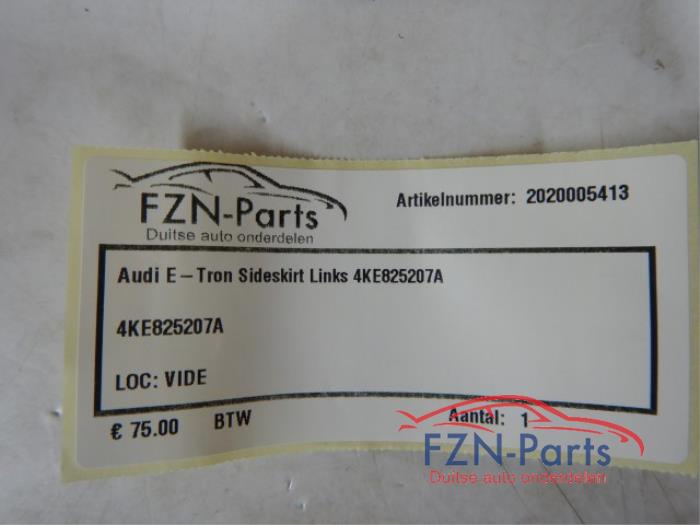 FZN-Parts
Duitse auto onderdelen
Artikelnummer: 2020005413
Audi E-Tron Sideskirt Links 4KE825207A
4KE825207A
LOC: VIDE
€ 75.00 BTW Aantal: 1
FZN-Parts
Duitse auto onderdelen